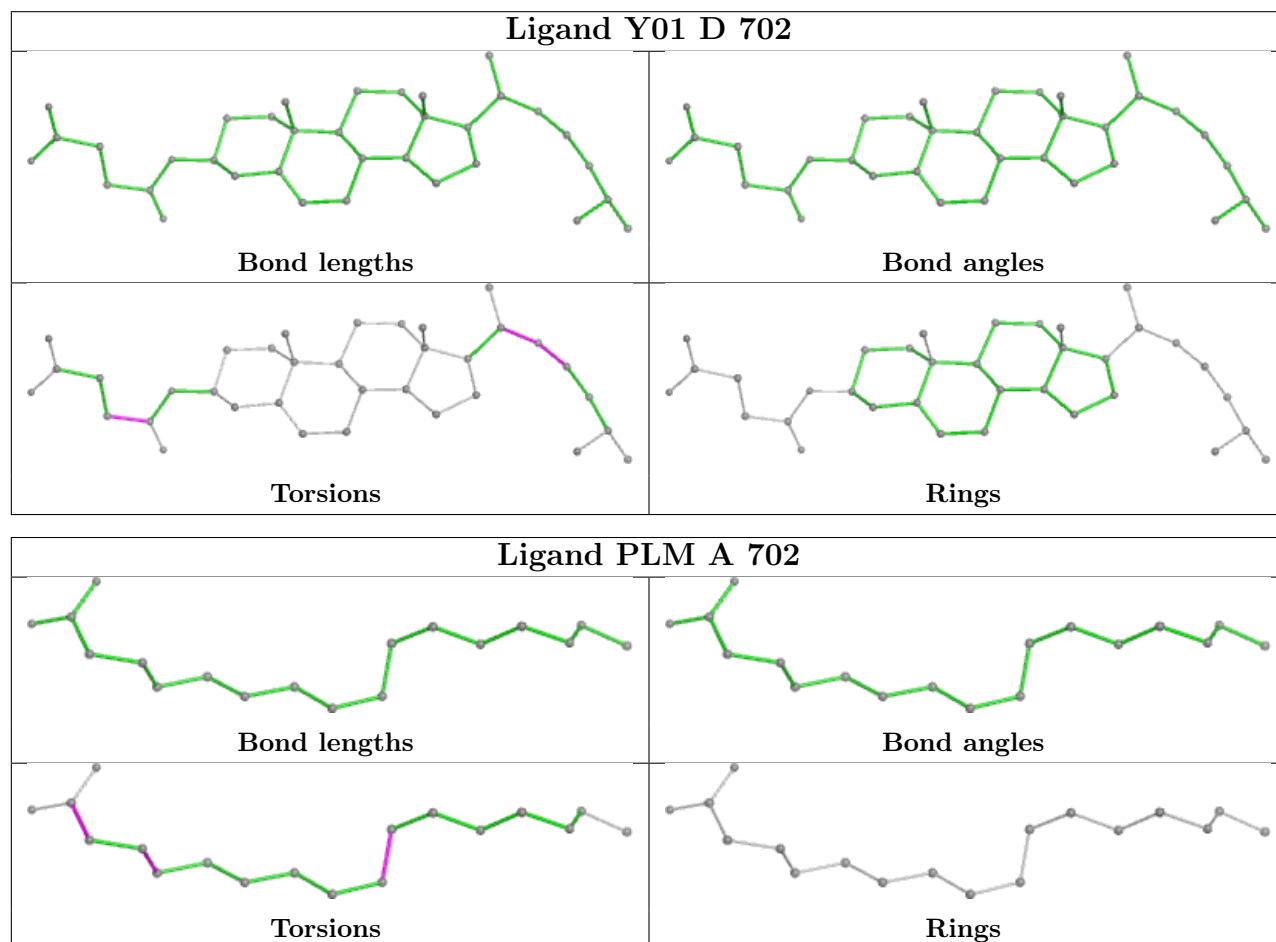 Ligand Y01 D 702
Bond lengths
Bond angles
Torsions
Rings
Ligand PLM A 702
Bond lengths
Bond angles
Torsions
Rings